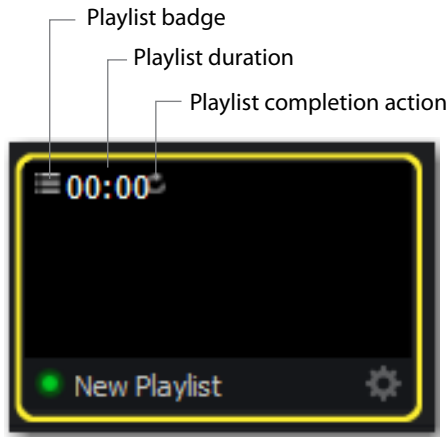 Playlist badge
Playlist duration
Playlist completion action
00:00
New Playlist